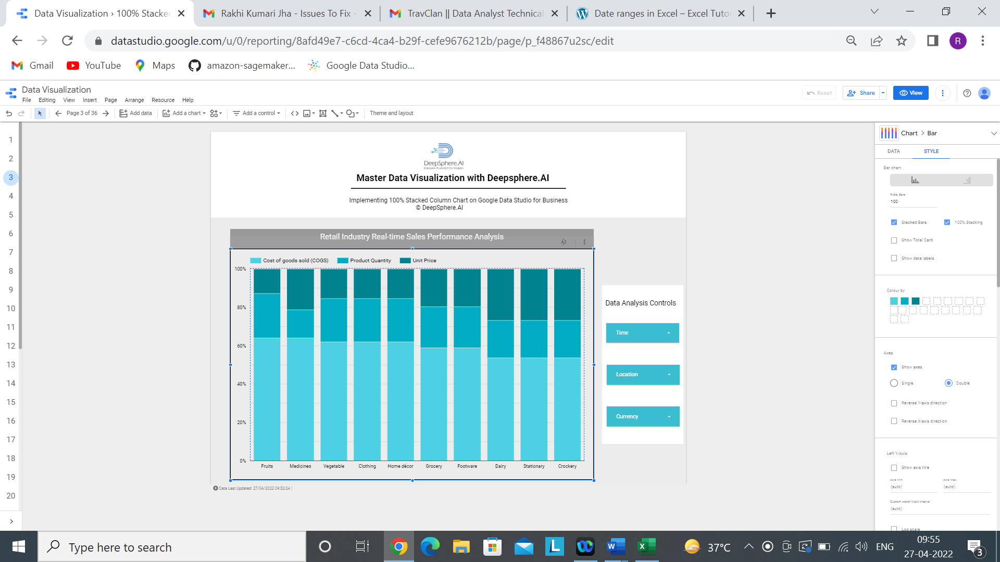 Data Visualization › 100% Stacke
Rakhi Kumari Jha - Issues To Fix -
TravClan || Data Analyst Technical
Date ranges in Excel – Excel Tuto
datastudio.google.com/u/0/reporting/8afd49e7-c6cd-4ca4-b29f-cefe9676212b/page/p_f48867u2sc/edit
R
Gmail
YouTube
Maps
amazon-sagemaker...
Google Data Studio...
Data Visualization
File Editing View Insert Page Arrange Resource Help
Reset
Share
View
Page 3 of 36
Add data
Add a chart
Add a control
Theme and layout
1
2
3
4
5
6
7
8
9
10
11
12
13
14
15
16
17
18
19
20
DeepSphere.AI
Enterprise AI and IIoT for Analytics
Master Data Visualization with Deepsphere.AI
Implementing 100% Stacked Column Chart on Google Data Studio for Business
© DeepSphere.AI
Retail Industry Real-time Sales Performance Analysis
Cost of goods sold (COGS) Product Quantity Unit Price
100%
80%
60%
40%
20%
0%
Fruits Medicines Vegetable Clothing Home décor Grocery Footware Dairy Stationary Crockery
Data Last Updated: 27/04/2022 09:52:24
Data Analysis Controls
Time
Location
Currency
Chart > Bar
DATA STYLE
Bar chart
100
Stacked Bars 100% Stacking
Show Total Card
Show data labels
Colour by
Axes
Show axes
Single Double
Reverse Y-axis direction
Reverse X-axis direction
Left Y-Axis
Show axis title
Axis Min Axis Max
(auto) (auto)
Custom Hatch Mark Interval
(auto)
Log scale
Type here to search
37°C
ENG
09:55
27-04-2022
3